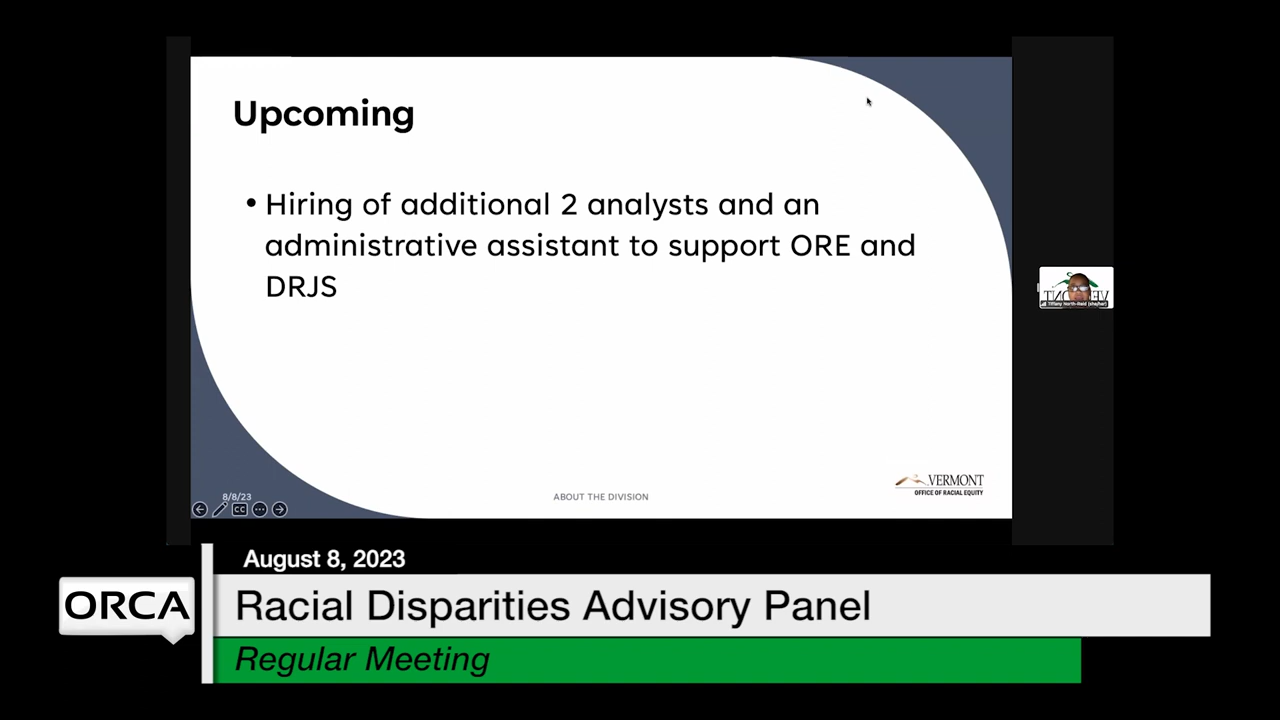 Upcoming
• Hiring of additional 2 analysts and an
administrative assistant to support ORE and
DRJS
8/8/23
CC
ABOUT THE DIVISION
VERMONT
OFFICE OF RACIAL EQUITY
August 8, 2023
ORCA
Racial Disparities Advisory Panel
Regular Meeting